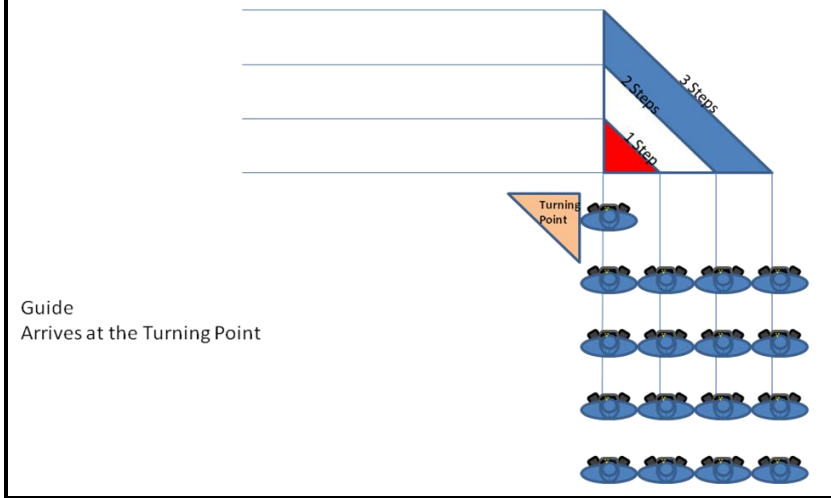 3 Steps
2 Steps
1 Step
Turning
Point
Guide
Arrives at the Turning Point